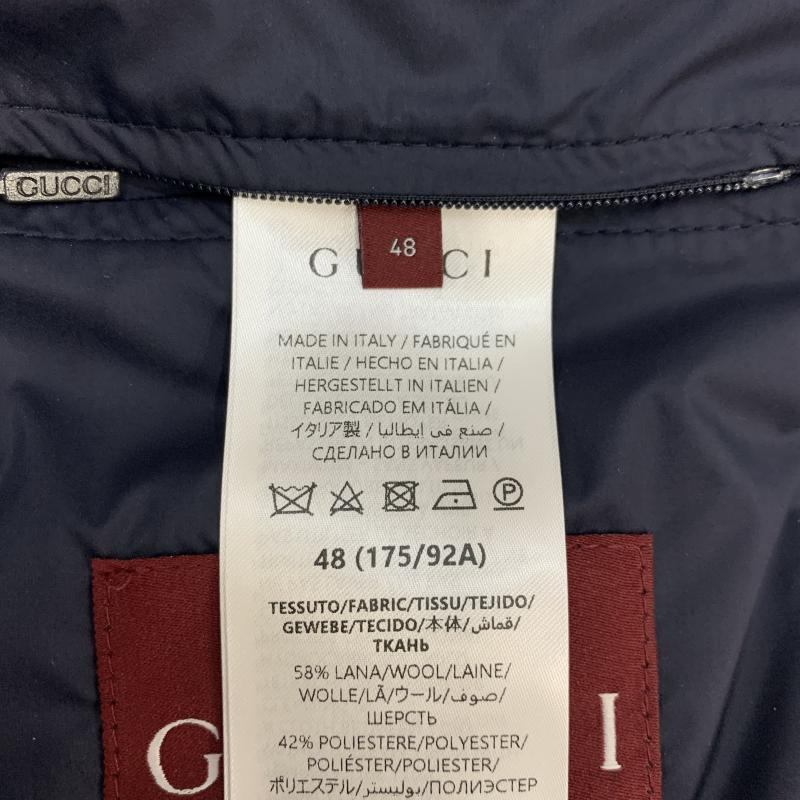 GUCCI
48
G CI
MADE IN ITALY / FABRIQUÉ EN
ITALIE / HECHO EN ITALIA /
HERGESTELLT IN ITALIEN /
FABRICADO EM ITÁLIA /
イタリア製 / صنع في إيطاليا /
СДЕЛАНО В ИТАЛИИ
P
48 (175/92A)
TESSUTO/FABRIC/TISSU/TEJIDO/
GEWEBE/TECIDO/本体/قماش/
ТКАНЬ
58% LANA/WOOL/LAINE/
WOLLE/LÃ/ウール/صوف/
ШЕРСТЬ
42% POLIESTERE/POLYESTER/
POLIÉSTER/POLIESTER/
ポリエステル/بوليستر/ПОЛИЭСТЕР
G I